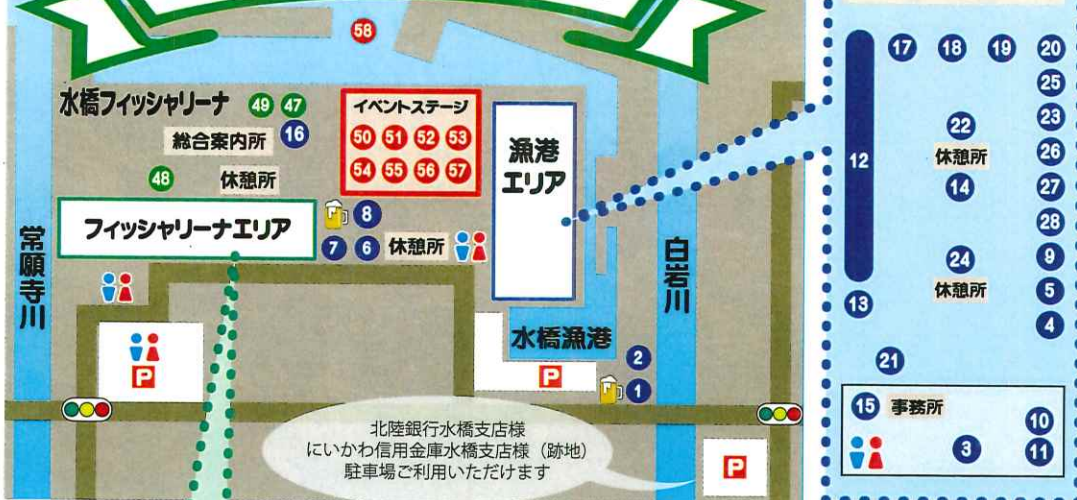 58
水橋フィッシャリーナ 49 47
総合案内所 16
48 休憩所
イベントステージ
50 51 52 53
54 55 56 57
漁港
エリア
フィッシャリーナエリア
8
7 6 休憩所
常願寺川
白岩川
水橋漁港
2
1
P
P
P
北陸銀行水橋支店様
にいかわ信用金庫水橋支店様（跡地）
駐車場ご利用いただけます
17 18 19 20
25
23
22
休憩所
26
12
14
27
28
24
9
休憩所
5
13
4
21
15 事務所
10
3
11